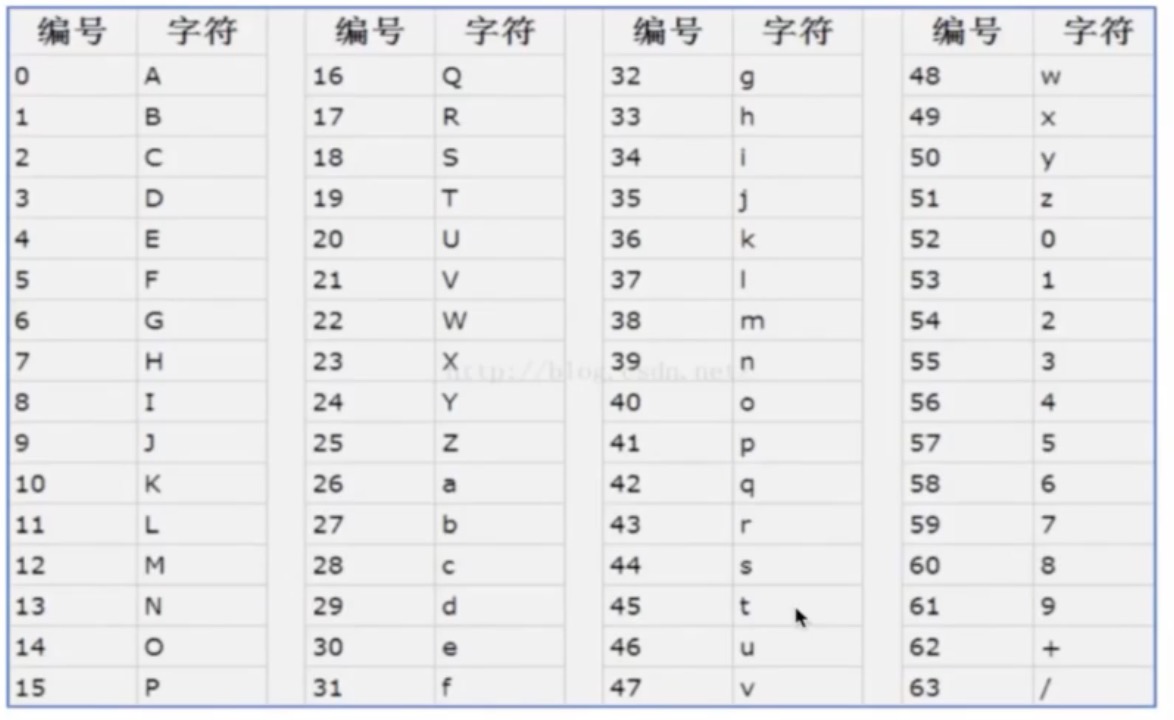 编号 字符 编号 字符 编号 字符 编号 字符
0 A 16 Q 32 g 48 w
1 B 17 R 33 h 49 x
2 C 18 S 34 i 50 y
3 D 19 T 35 j 51 z
4 E 20 U 36 k 52 0
5 F 21 V 37 l 53 1
6 G 22 W 38 m 54 2
7 H 23 X 39 n 55 3
http://blog.csdn.net/
8 I 24 Y 40 o 56 4
9 J 25 Z 41 p 57 5
10 K 26 a 42 q 58 6
11 L 27 b 43 r 59 7
12 M 28 c 44 s 60 8
13 N 29 d 45 t 61 9
14 O 30 e 46 u 62 +
15 P 31 f 47 v 63 /